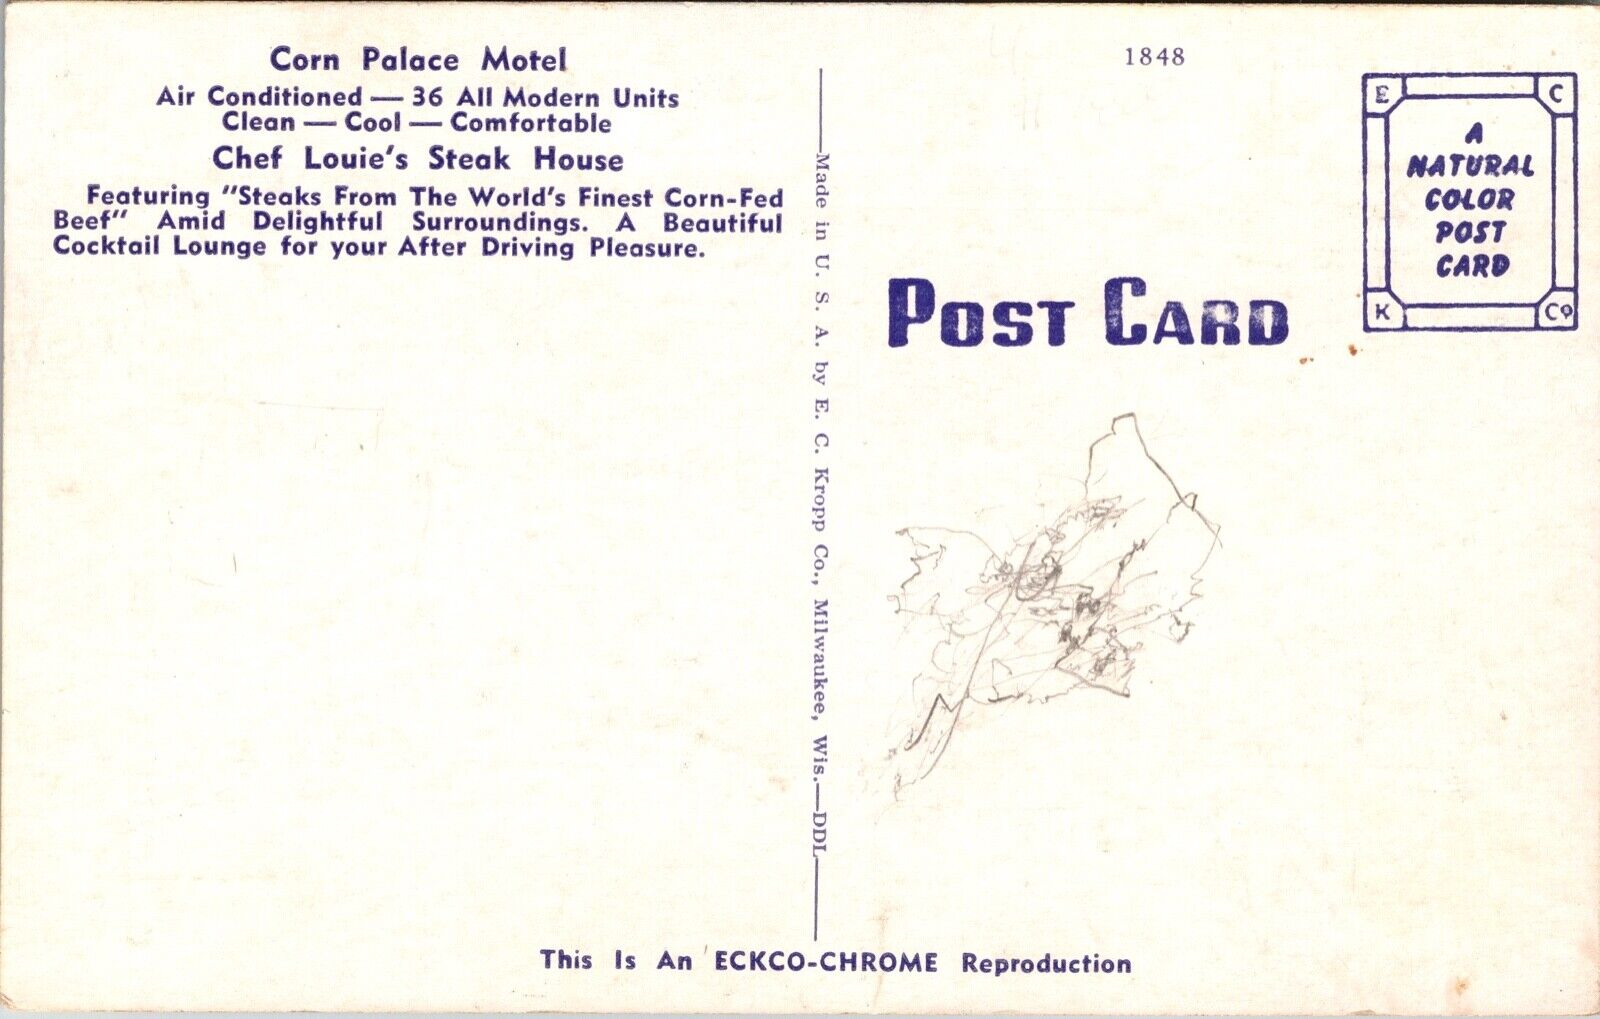 Corn Palace Motel
Air Conditioned — 36 All Modern Units
Clean — Cool — Comfortable
Chef Louie's Steak House
Featuring "Steaks From The World's Finest Corn-Fed
Beef" Amid Delightful Surroundings. A Beautiful
Cocktail Lounge for your After Driving Pleasure.
Made in U. S. A. by E. C. Kropp Co., Milwaukee, Wis.—DDL
1848
POST CARD
E C
A
NATURAL
COLOR
POST
CARD
K Co
This Is An ECKCO-CHROME Reproduction